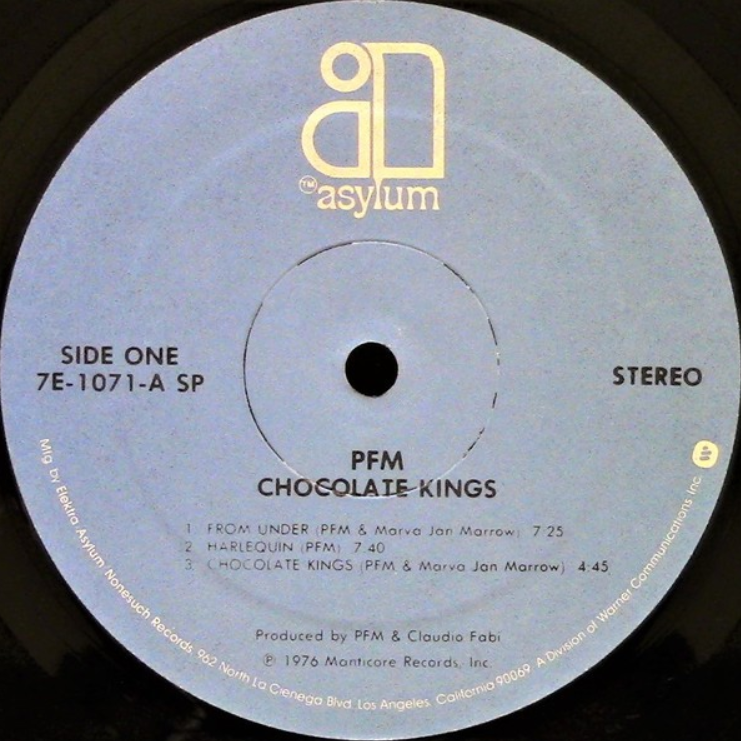 TM asylum
SIDE ONE
7E-1071-A SP
STEREO
PFM
CHOCOLATE KINGS
1 FROM UNDER (PFM & Marva Jan Marrow) 7:25
2 HARLEQUIN (PFM) 7:40
3 CHOCOLATE KINGS (PFM & Marva Jan Marrow) 4:45
Produced by PFM & Claudio Fabi
℗ 1976 Manticore Records, Inc.
Mfg. by Elektra Asylum Nonesuch Records, 962 North La Cienega Blvd. Los Angeles, California 90069 A Division of Warner Communications Inc.